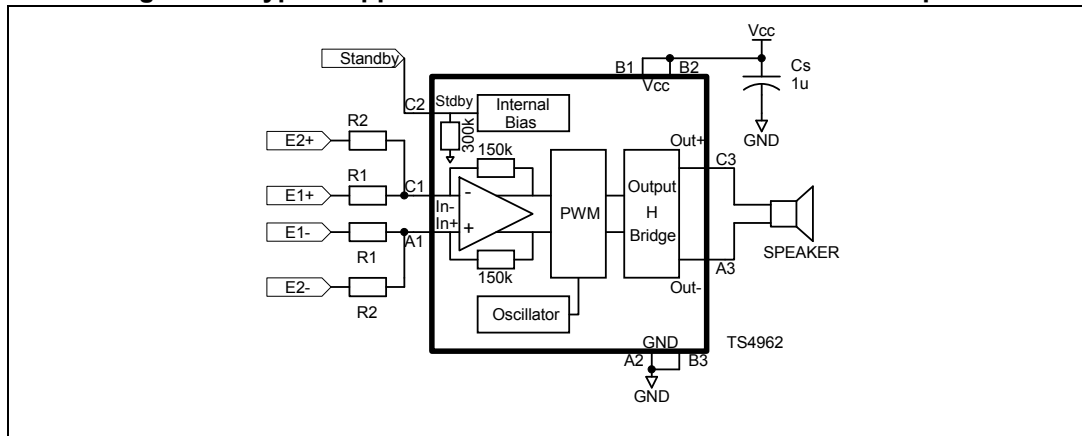 Vcc
Standby
B1
B2
Vcc
Cs
1u
C2
Stdby
Internal
Bias
GND
R2
300k
150k
Out+
E2+
C3
R1
C1
E1+
In-
-
PWM
Output
H
Bridge
In+
+
E1-
A1
SPEAKER
R1
150k
A3
E2-
Out-
R2
Oscillator
GND
TS4962
A2
B3
GND